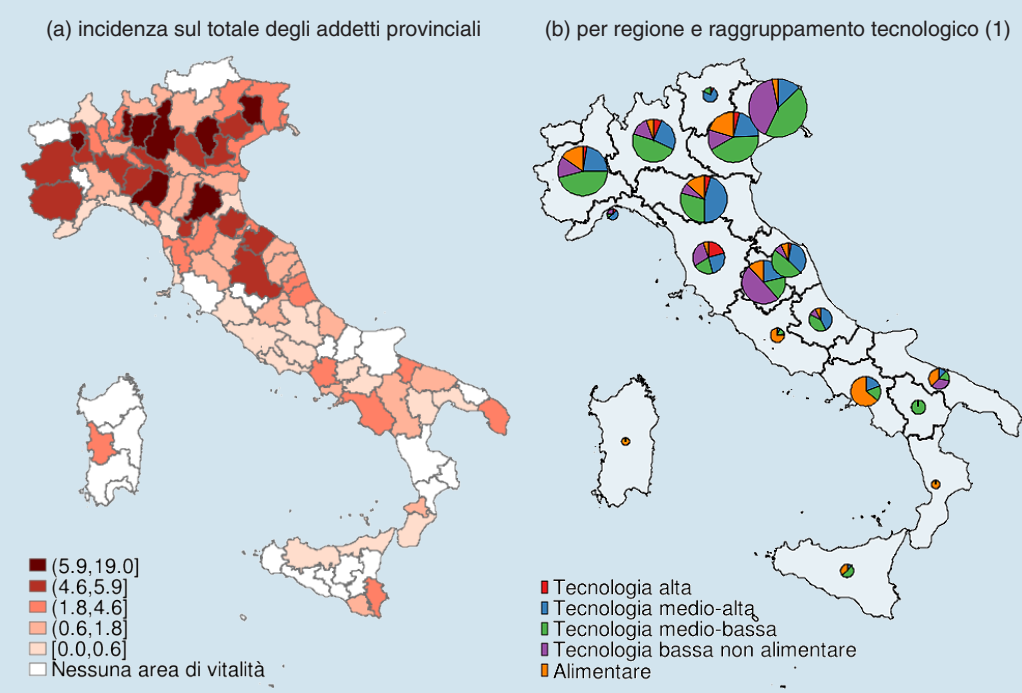 (a) incidenza sul totale degli addetti provinciali
(b) per regione e raggruppamento tecnologico (1)
(5.9,19.0]
(4.6,5.9]
(1.8,4.6]
(0.6,1.8]
[0.0,0.6]
Nessuna area di vitalità
Tecnologia alta
Tecnologia medio-alta
Tecnologia medio-bassa
Tecnologia bassa non alimentare
Alimentare